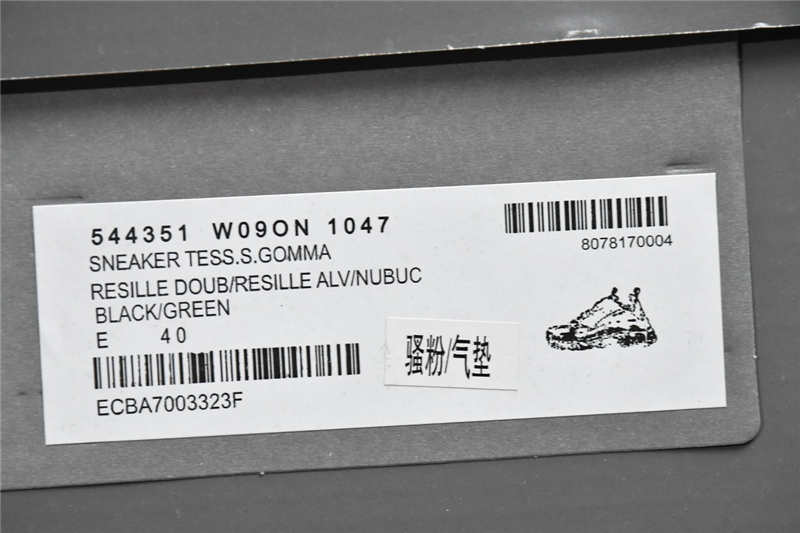 544351 W09ON 1047
SNEAKER TESS.S.GOMMA
RESILLE DOUB/RESILLE ALV/NUBUC
BLACK/GREEN
E 40
ECBA7003323F
8078170004
骚粉/气垫